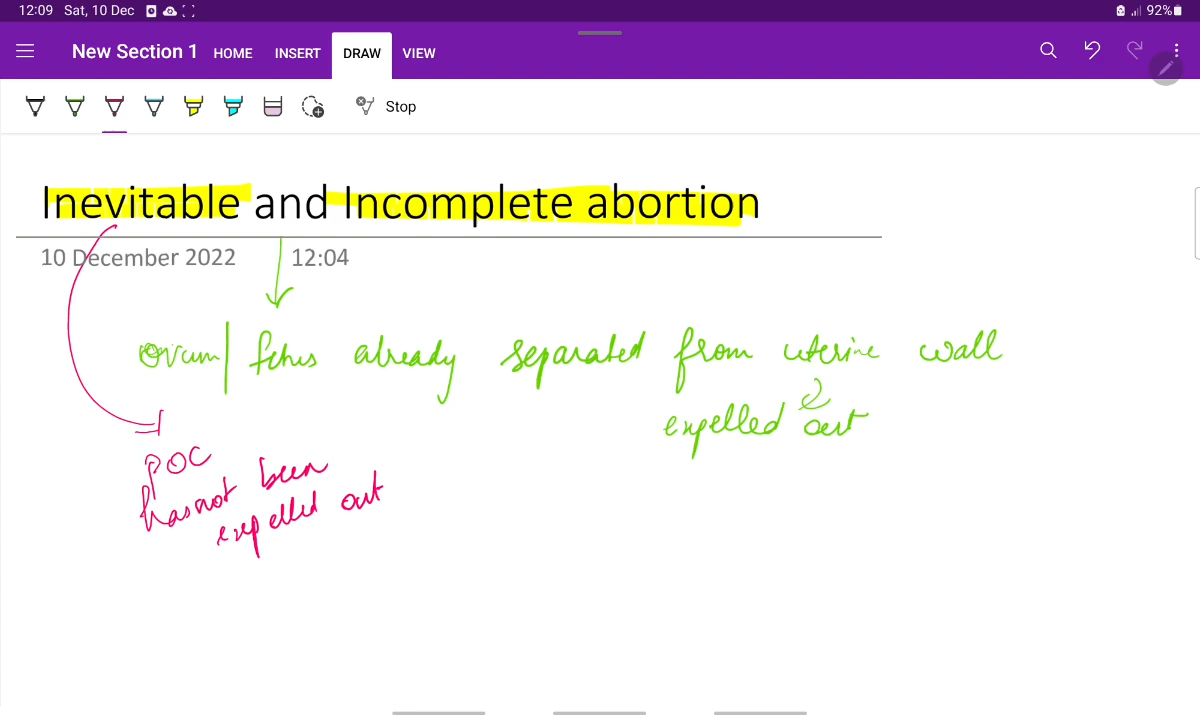 12:09 Sat, 10 Dec 92%
New Section 1 HOME INSERT DRAW VIEW
Stop
Inevitable and Incomplete abortion
10 December 2022 12:04
ovum/ fetus already separated from uterine wall
expelled out
POC
has not been
expelled out